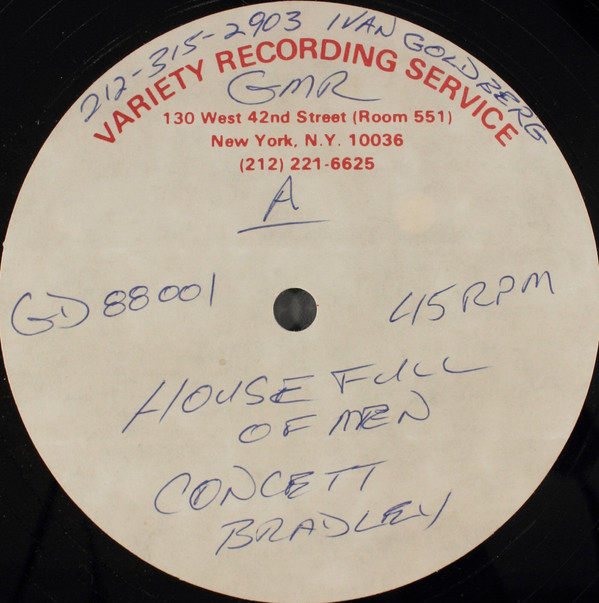 212-315-2903 IVAN GOLDBERG
VARIETY RECORDING SERVICE
GMR
130 West 42nd Street (Room 551)
New York, N.Y. 10036
(212) 221-6625
A
GD 88001
45 RPM
HOUSE FULL
OF MEN
CONCETT
BRADLEY